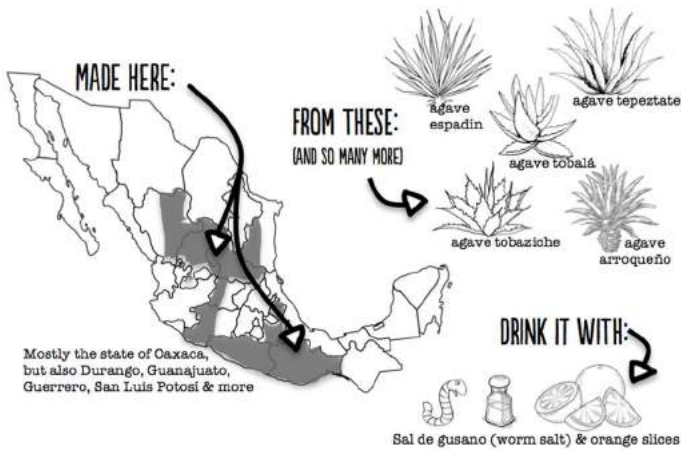 MADE HERE:
FROM THESE:
(AND SO MANY MORE)
agave
espadin
agave tepeztate
agave tobalá
agave tobaziche
agave
arroqueño
Mostly the state of Oaxaca,
but also Durango, Guanajuato,
Guerrero, San Luis Potosi & more
DRINK IT WITH:
Sal de gusano (worm salt) & orange slices